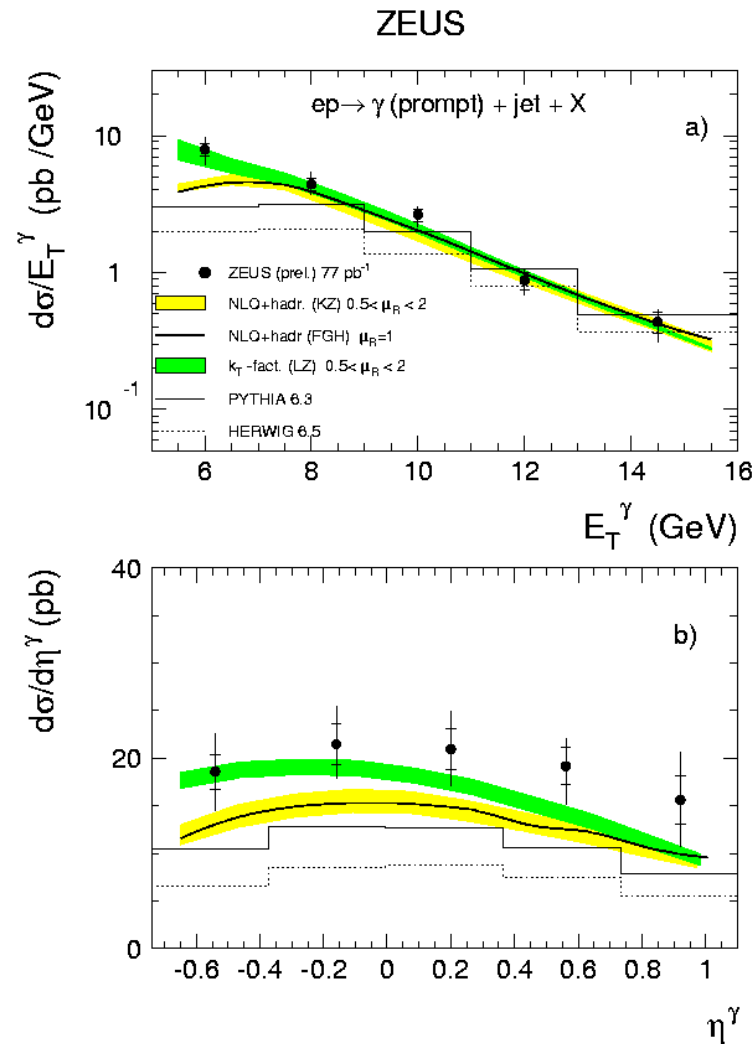 ZEUS
ep→ γ (prompt) + jet + X
a)
dσ/E_T^γ (pb /GeV)
10
1
10^-1
ZEUS (prel.) 77 pb^-1
NLO+hadr. (KZ) 0.5< μ_R < 2
NLO+hadr (FGH) μ_R=1
k_T -fact. (LZ) 0.5< μ_R < 2
PYTHIA 6.3
HERWIG 6.5
6 8 10 12 14 16
E_T^γ (GeV)
dσ/dη^γ (pb)
b)
40
20
0
-0.6 -0.4 -0.2 0 0.2 0.4 0.6 0.8 1
η^γ